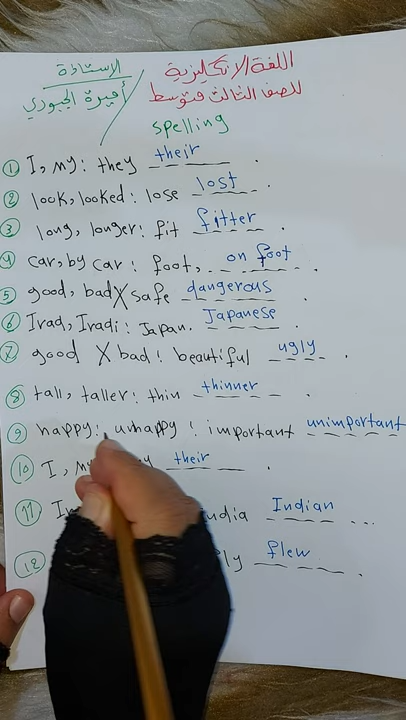 اللغة الانكليزية
للصف الثالث متوسط
الاستاذة
أميرة الجبوري
spelling
① I, my: they their .
② look, looked: lose lost .
③ long, longer: fit fitter
④ car, by car: foot, on foot .
⑤ good, bad X safe dangerous
⑥ Iraq, Iraqi: Japan. Japanese
⑦ good X bad: beautiful ugly .
⑧ tall, taller: thin thinner .
⑨ happy: unhappy: important unimportant
⑩ I, my their .
⑪ Indian ...
⑫ fly flew .